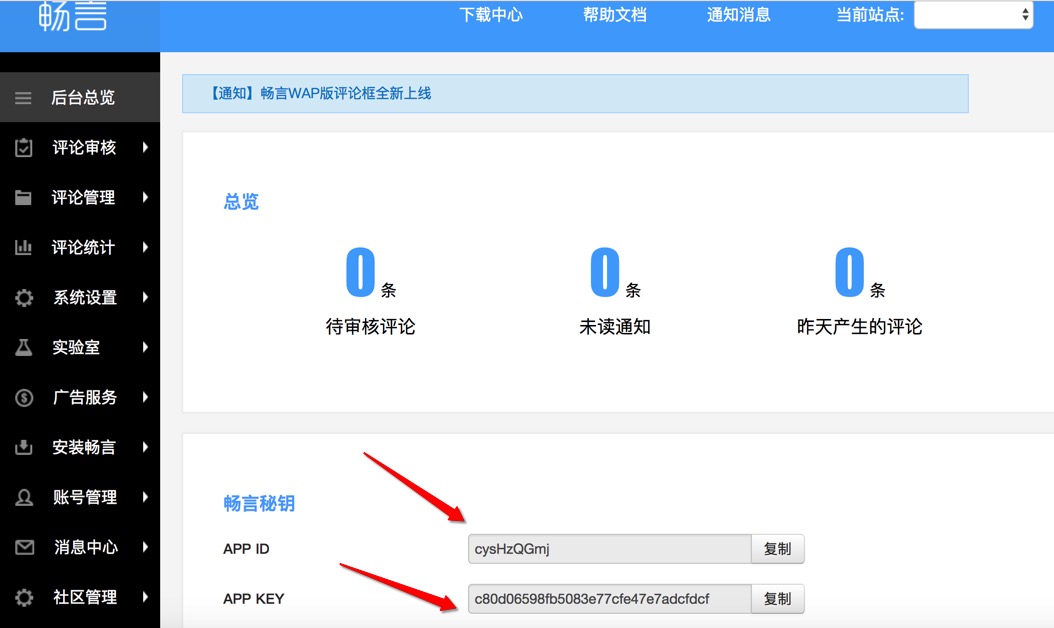 畅言
下载中心 帮助文档 通知消息 当前站点:
后台总览
评论审核
评论管理
评论统计
系统设置
实验室
广告服务
安装畅言
账号管理
消息中心
社区管理
【通知】畅言WAP版评论框全新上线
总览
0条 0条 0条
待审核评论 未读通知 昨天产生的评论
畅言秘钥
APP ID cysHzQGmj 复制
APP KEY c80d06598fb5083e77cfe47e7adcfdcf 复制